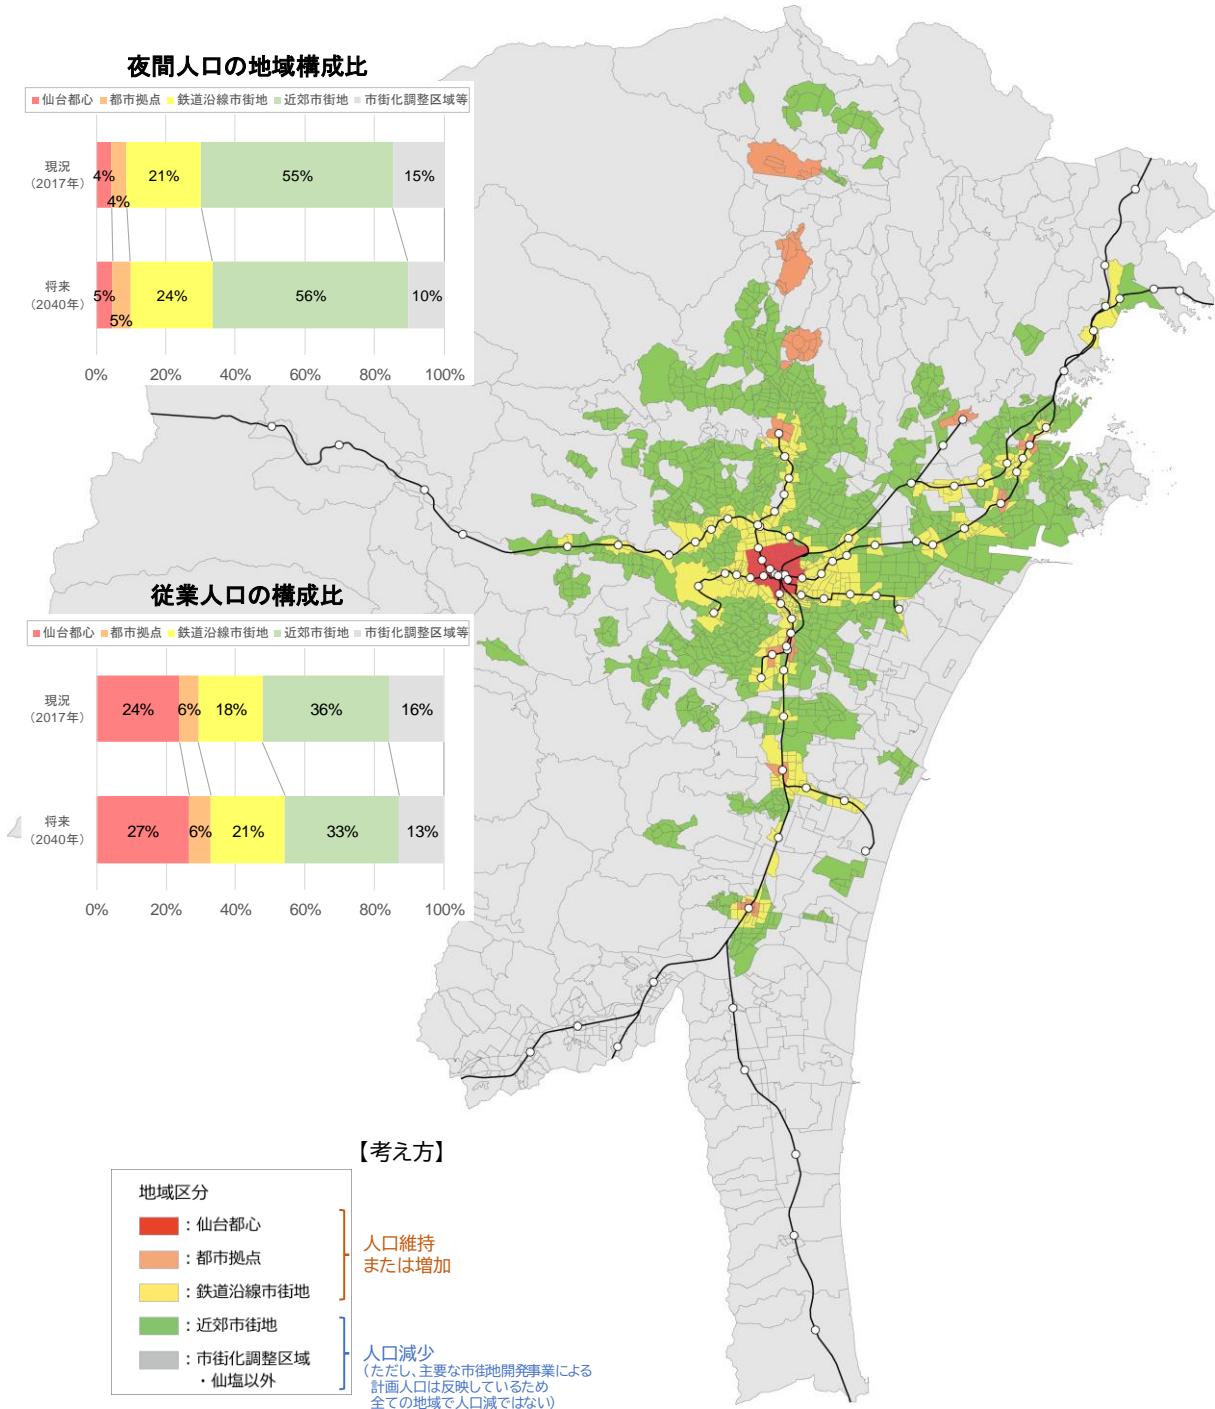 夜間人口の地域構成比
仙台都心 都市拠点 鉄道沿線市街地 近郊市街地 市街化調整区域等
現況
（2017年）
4% 4% 21% 55% 15%
将来
（2040年）
5% 5% 24% 56% 10%
0% 20% 40% 60% 80% 100%
従業人口の構成比
仙台都心 都市拠点 鉄道沿線市街地 近郊市街地 市街化調整区域等
現況
（2017年）
24% 6% 18% 36% 16%
将来
（2040年）
27% 6% 21% 33% 13%
0% 20% 40% 60% 80% 100%
【考え方】
地域区分
：仙台都心
：都市拠点
：鉄道沿線市街地
：近郊市街地
：市街化調整区域
・仙塩以外
人口維持
または増加
人口減少
（ただし、主要な市街地開発事業による
計画人口は反映しているため
全ての地域で人口減ではない）